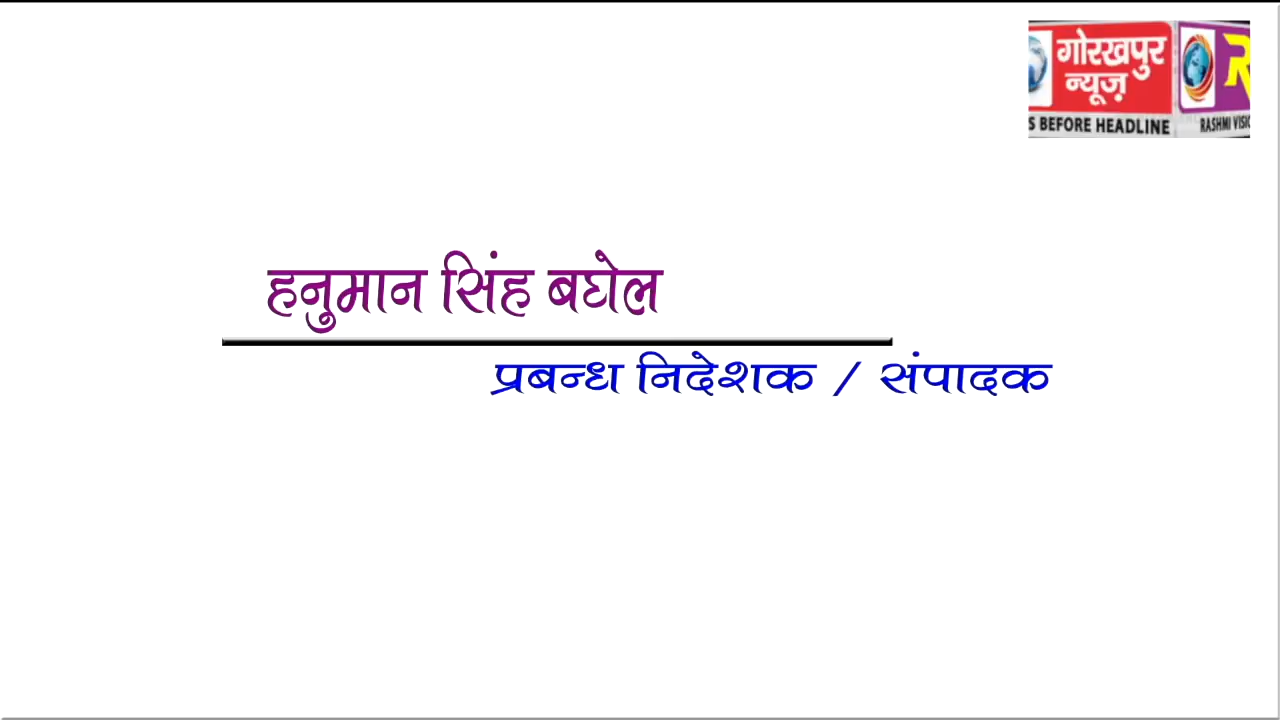 गोरखपुर
न्यूज़
S BEFORE HEADLINE
RASHMI VISI
हनुमान सिंह बघेल
प्रबन्ध निदेशक / संपादक